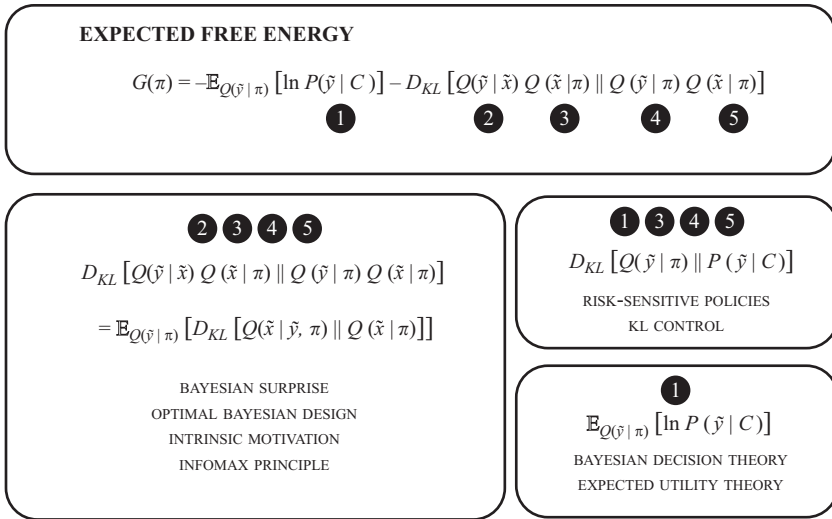 EXPECTED FREE ENERGY
G(π) = –𝔼Q(ỹ | π) [ln P(ỹ | C)] – DKL [Q(ỹ | x̃) Q (x̃ |π) || Q (ỹ | π) Q (x̃ | π)]
1 2 3 4 5
2 3 4 5
DKL [Q(ỹ | x̃) Q (x̃ | π) || Q (ỹ | π) Q (x̃ | π)]
= 𝔼Q(ỹ | π) [DKL [Q(x̃ | ỹ, π) || Q (x̃ | π)]]
BAYESIAN SURPRISE
OPTIMAL BAYESIAN DESIGN
INTRINSIC MOTIVATION
INFOMAX PRINCIPLE
1 3 4 5
DKL [Q(ỹ | π) || P (ỹ | C)]
RISK-SENSITIVE POLICIES
KL CONTROL
1
𝔼Q(ỹ | π) [ln P (ỹ | C)]
BAYESIAN DECISION THEORY
EXPECTED UTILITY THEORY